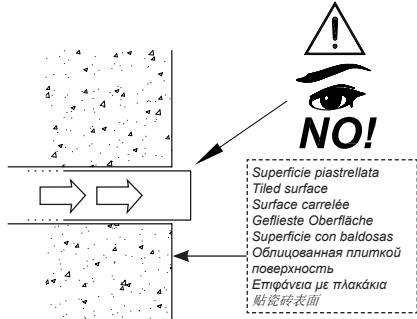 NO!
Superficie piastrellata
Tiled surface
Surface carrelée
Geflieste Oberfläche
Superficie con baldosas
Облицованная плиткой
поверхность
Επιφάνεια με πλακάκια
贴瓷砖表面